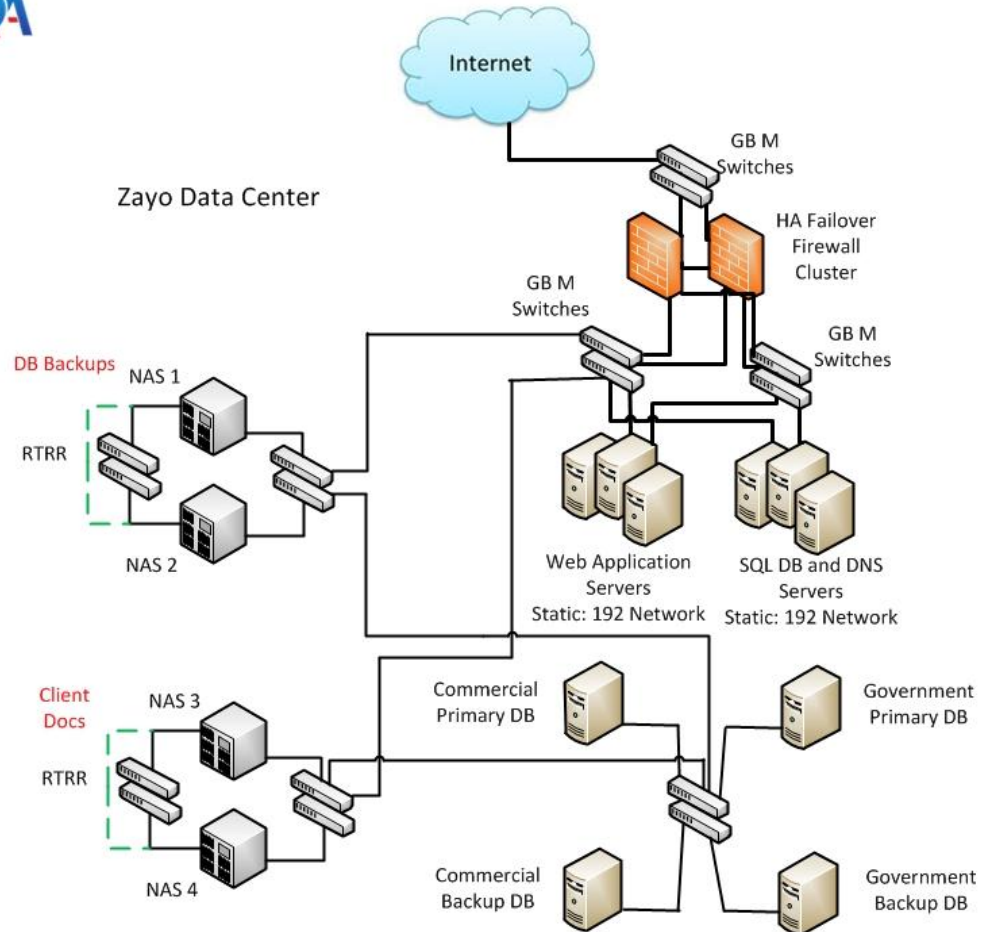 Internet
GB M
Switches
Zayo Data Center
HA Failover
Firewall
Cluster
GB M
Switches
GB M
Switches
DB Backups
NAS 1
RTRR
NAS 2
Web Application
Servers
Static: 192 Network
SQL DB and DNS
Servers
Static: 192 Network
Client
Docs
NAS 3
RTRR
NAS 4
Commercial
Primary DB
Government
Primary DB
Commercial
Backup DB
Government
Backup DB